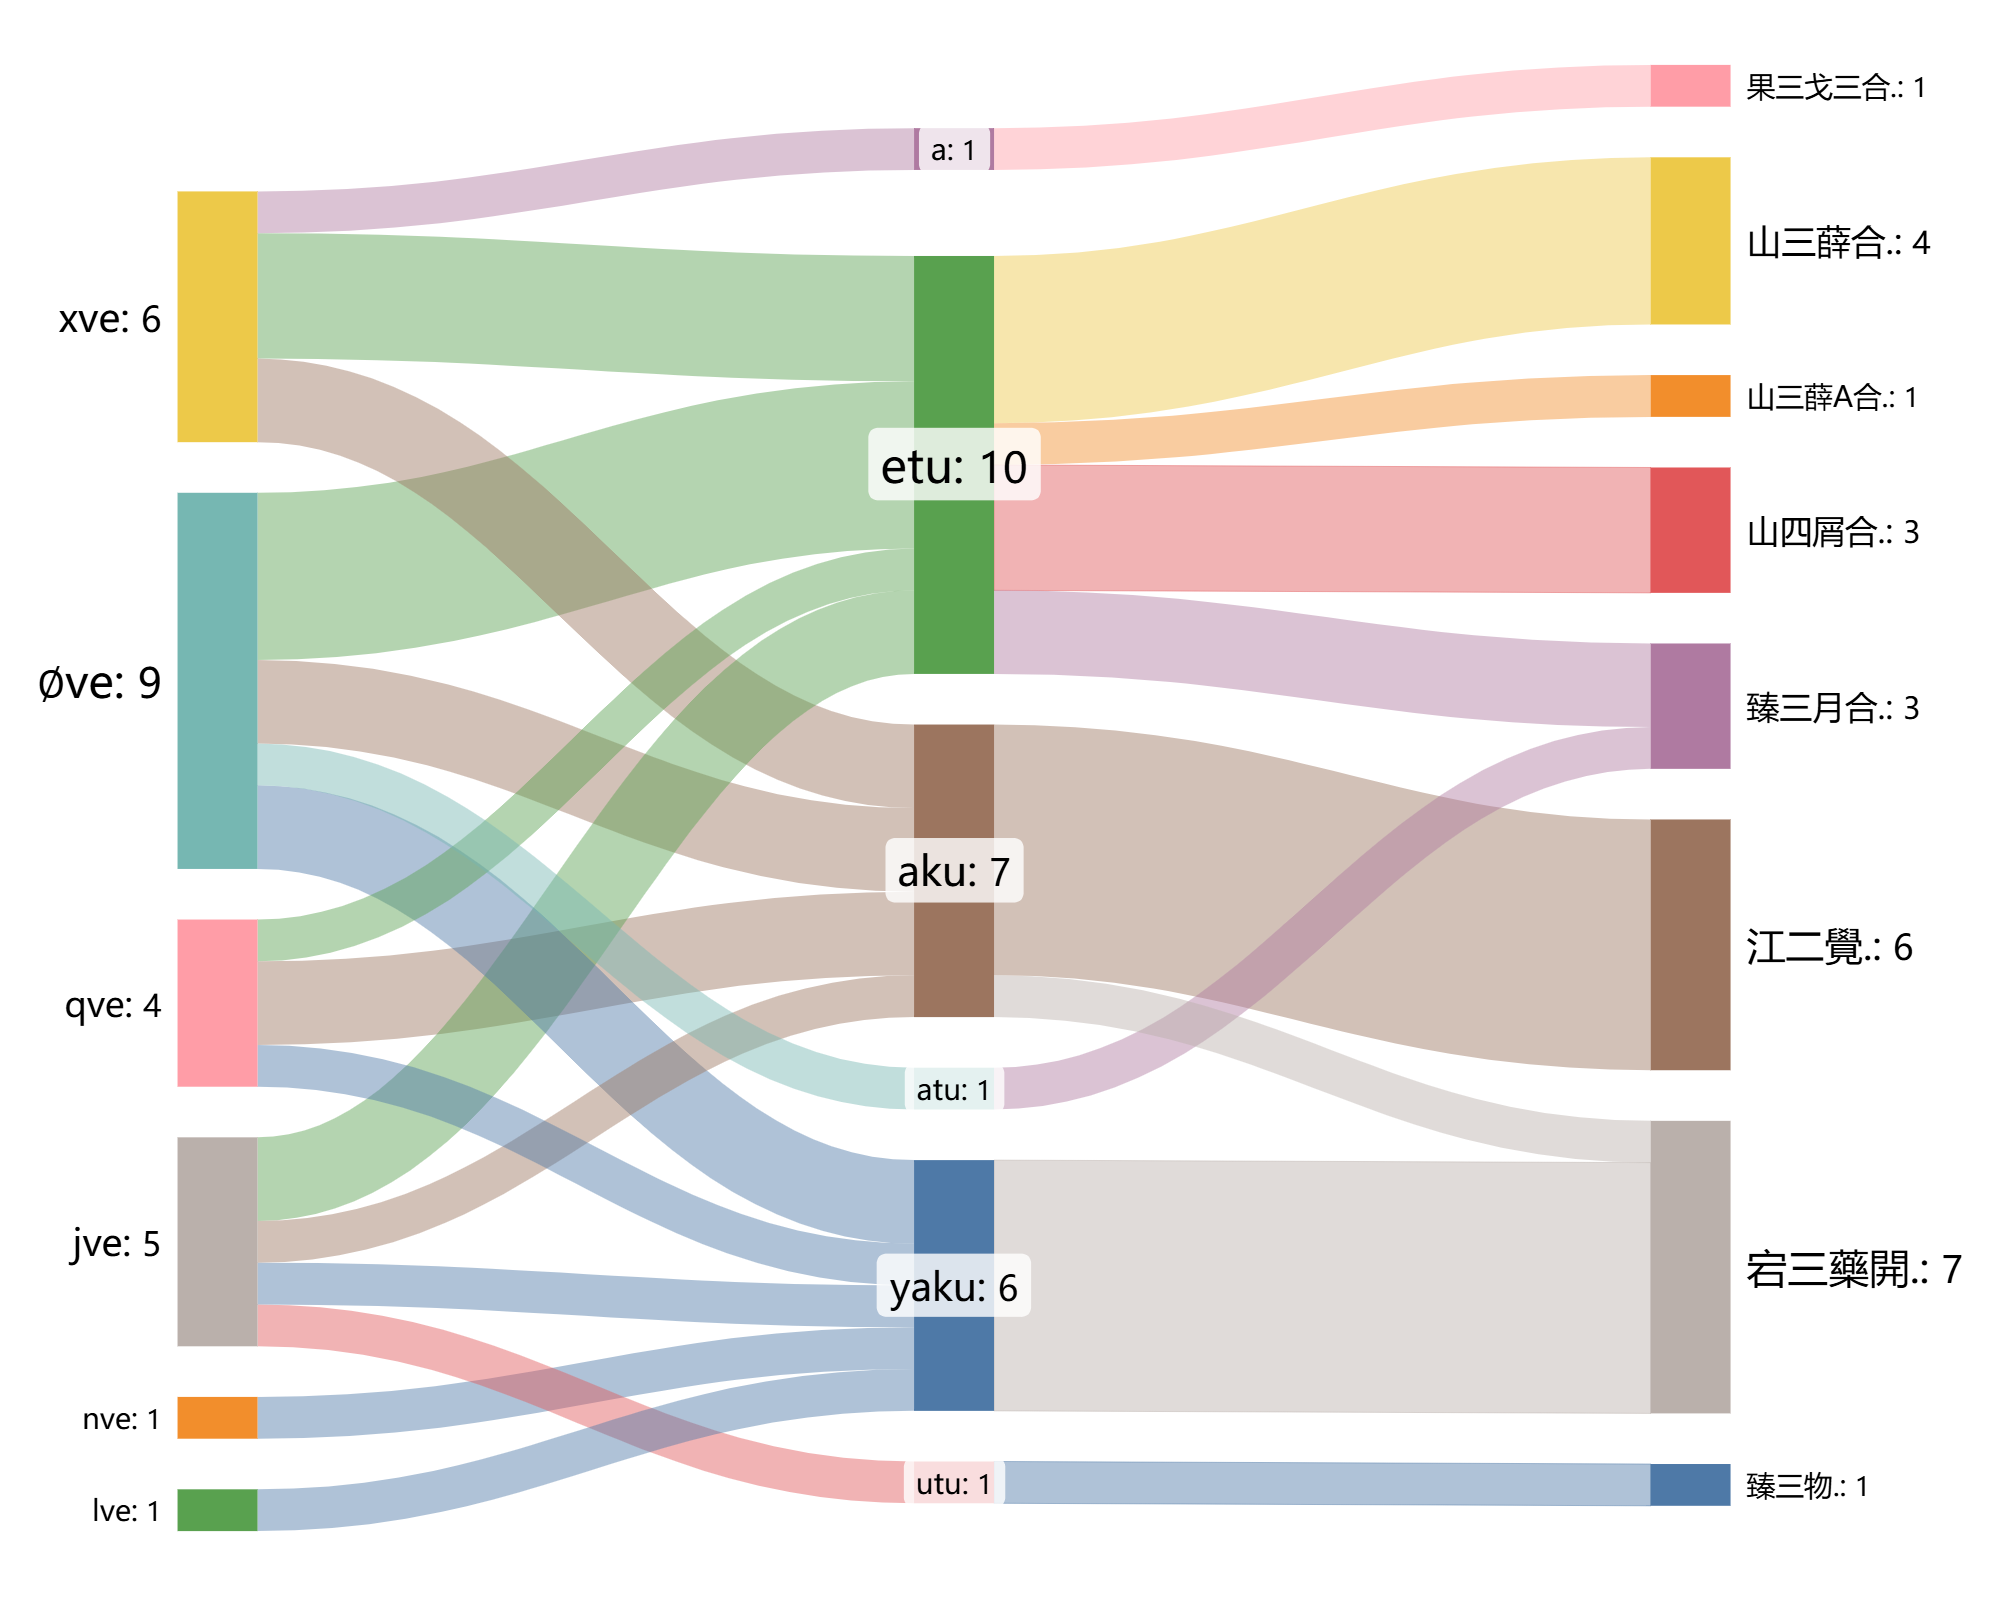 xve: 6
Øve: 9
qve: 4
jve: 5
nve: 1
lve: 1
a: 1
etu: 10
aku: 7
atu: 1
yaku: 6
utu: 1
果三戈三合.: 1
山三薛合.: 4
山三薛A合.: 1
山四屑合.: 3
臻三月合.: 3
江二覺.: 6
宕三藥開.: 7
臻三物.: 1